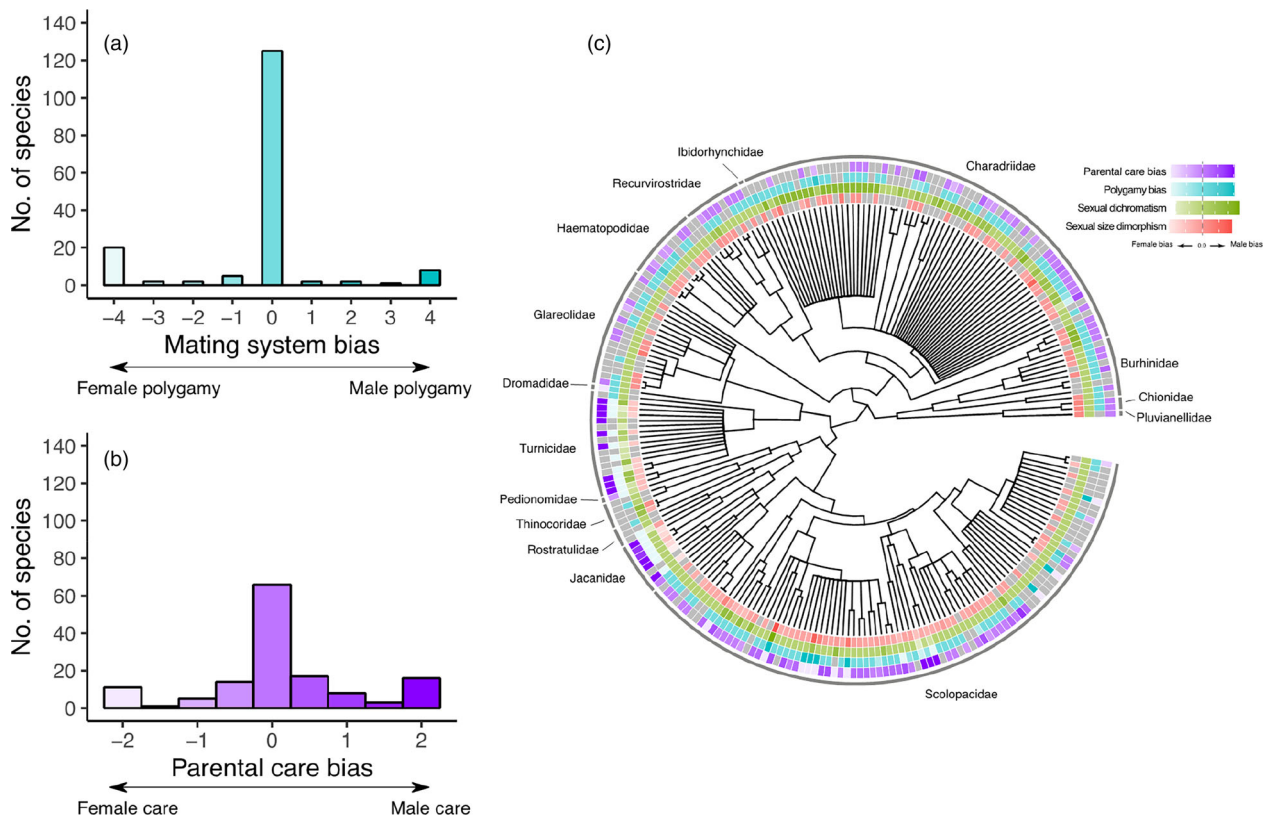 (a)
No. of species
140
120
100
80
60
40
20
0
−4 −3 −2 −1 0 1 2 3 4
Mating system bias
Female polygamy Male polygamy
(b)
No. of species
140
120
100
80
60
40
20
0
−2 −1 0 1 2
Parental care bias
Female care Male care
(c)
Ibidorhynchidae
Recurvirostridae
Haematopodidae
Glareolidae
Dromadidae
Turnicidae
Pedionomidae
Thinocoridae
Rostratulidae
Jacanidae
Scolopacidae
Charadriidae
Burhinidae
Chionidae
Pluvianellidae
Parental care bias
Polygamy bias
Sexual dichromatism
Sexual size dimorphism
Female bias 0.0 Male bias